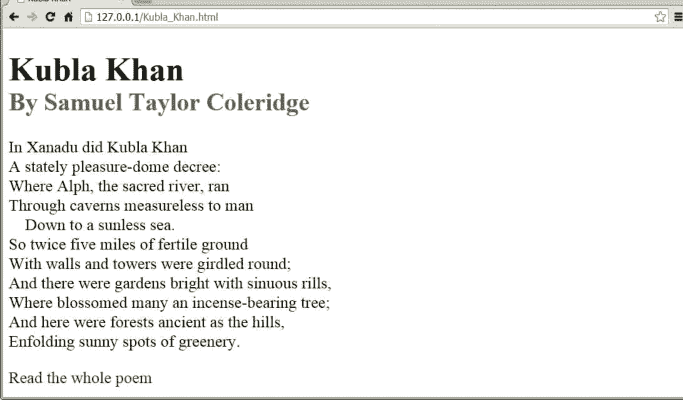 127.0.0.1/Kubla_Khan.html
Kubla Khan
By Samuel Taylor Coleridge
In Xanadu did Kubla Khan
A stately pleasure-dome decree:
Where Alph, the sacred river, ran
Through caverns measureless to man
Down to a sunless sea.
So twice five miles of fertile ground
With walls and towers were girdled round;
And there were gardens bright with sinuous rills,
Where blossomed many an incense-bearing tree;
And here were forests ancient as the hills,
Enfolding sunny spots of greenery.
Read the whole poem